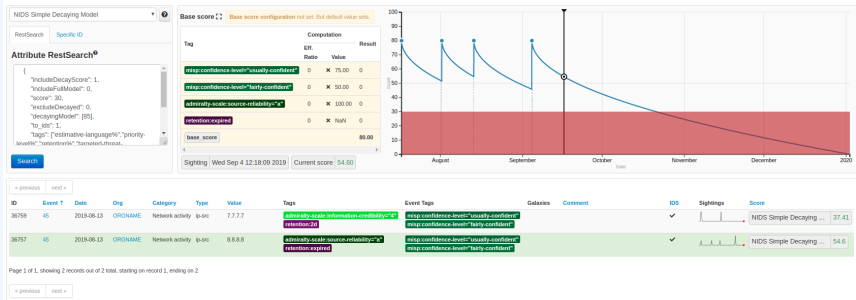 NIDS Simple Decaying Model
RestSearch Specific ID
Attribute RestSearch
{
"includeDecayScore": 1,
"includeFullModel": 0,
"score": 30,
"excludeDecayed": 0,
"decayingModel": [85],
"to_ids": 1,
"tags": ["estimative-language%","priority-
level%","retention%","targeted-threat-
Search
Base score Base score configuration not set. But default value sets.
Computation
Tag Eff. Ratio Value Result
misp:confidence-level="usually-confident" 0 × 75.00 0
misp:confidence-level="fairly-confident" 0 × 50.00 0
admiralty-scale:source-reliability="a" 0 × 100.00 0
retention:expired 0 × NaN 0
base_score 80.00
Sighting Wed Sep 4 12:18:09 2019 Current score 54.60
100
90
80
70
60
50
40
30
20
10
0
Score
August September October November December 2020
Date
« previous next »
ID Event ↑ Date Org Category Type Value Tags Event Tags Galaxies Comment IDS Sightings Score
36759 45 2019-08-13 ORGNAME Network activity ip-src 7.7.7.7 admiralty-scale:information-credibility="4" misp:confidence-level="usually-confident" NIDS Simple Decaying ... 37.41
retention:2d misp:confidence-level="fairly-confident"
36757 45 2019-08-13 ORGNAME Network activity ip-src 8.8.8.8 admiralty-scale:source-reliability="a" misp:confidence-level="usually-confident" NIDS Simple Decaying ... 54.6
retention:expired misp:confidence-level="fairly-confident"
Page 1 of 1, showing 2 records out of 2 total, starting on record 1, ending on 2
« previous next »